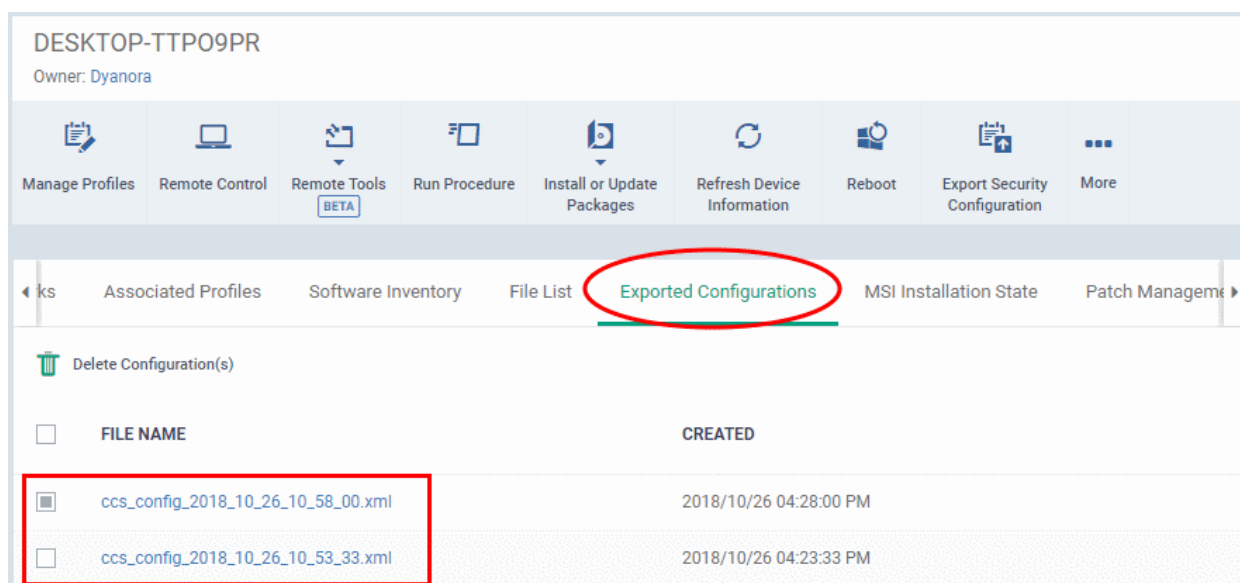 DESKTOP-TTPO9PR
Owner: Dyanora
Manage Profiles
Remote Control
Remote Tools
BETA
Run Procedure
Install or Update
Packages
Refresh Device
Information
Reboot
Export Security
Configuration
More
ks
Associated Profiles
Software Inventory
File List
Exported Configurations
MSI Installation State
Patch Manageme
Delete Configuration(s)
FILE NAME CREATED
ccs_config_2018_10_26_10_58_00.xml 2018/10/26 04:28:00 PM
ccs_config_2018_10_26_10_53_33.xml 2018/10/26 04:23:33 PM